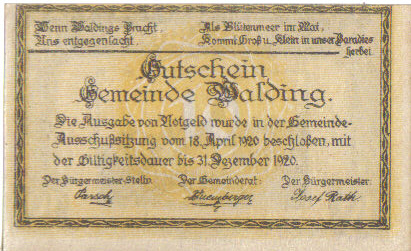 Wenn Waldings Pracht
Uns entgegenlacht
Als Blütenmeer im Mai,
Kommt Groß u. Klein in unser Paradies
herbei.
Gutschein
Gemeinde Walding.
Die Ausgabe von Notgeld wurde in der Gemeinde-
Ausschußsitzung vom 18. April 1920 beschloßen, mit
der Giltigkeitsdauer bis 31. Dezember 1920.
Der Bürgermeister-Stellv. Der Gemeinderat: Der Bürgermeister:
Josef Rath